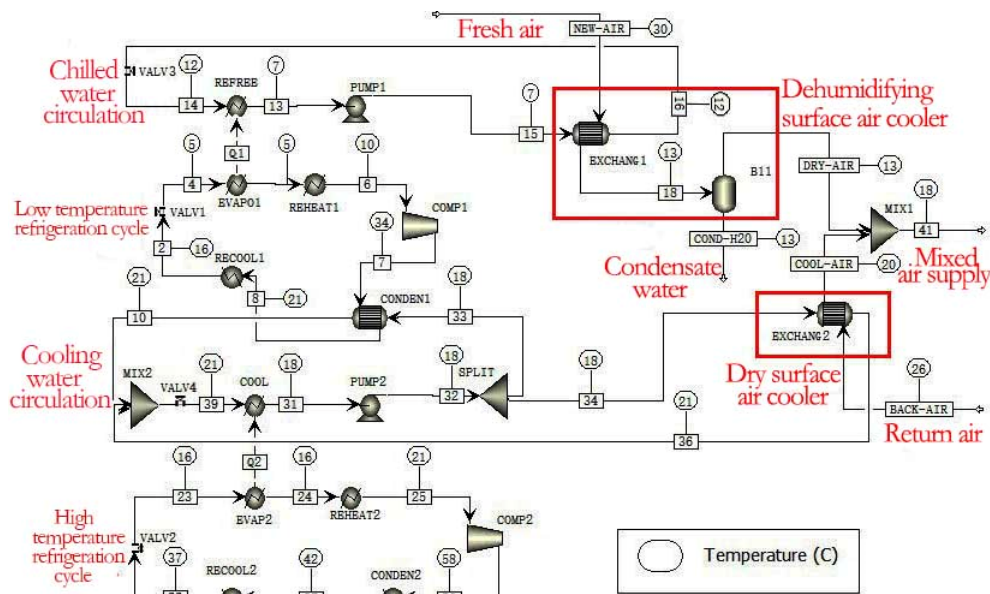 Fresh air
NEW-AIR
30
Chilled
water
circulation
VALV3
12
14
REFREE
7
13
PUMP1
7
15
EXCHANG1
16
12
Dehumidifying
surface air cooler
13
18
B11
DRY-AIR
13
COND-H20
13
Condensate
water
MIX1
18
41
Mixed
air supply
COOL-AIR
20
Q1
5
4
EVAPO1
5
REHEAT1
10
6
COMP1
Low temperature
refrigeration cycle
VALV1
2
16
RECOOL1
34
7
8
21
CONDEN1
21
10
18
33
EXCHANG2
Dry surface
air cooler
26
BACK-AIR
Return air
Cooling
water
circulation
MIX2
VALV4
21
39
COOL
18
31
PUMP2
18
32
SPLIT
18
34
21
36
Q2
16
23
EVAP2
16
24
REHEAT2
21
25
COMP2
High
temperature
refrigeration
cycle
VALV2
37
RECOOL2
42
CONDEN2
58
Temperature (C)